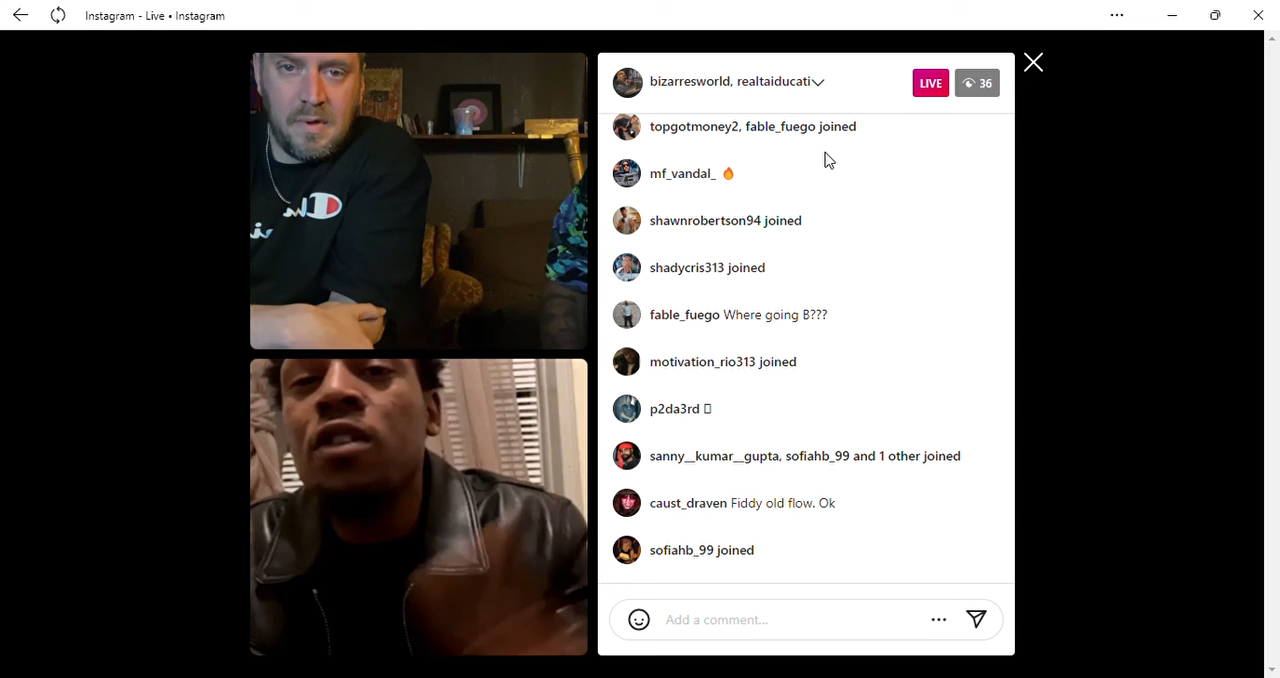 Instagram - Live • Instagram
bizarresworld, realtaiducati
LIVE
36
topgotmoney2, fable_fuego joined
mf_vandal_ 🔥
shawnrobertson94 joined
shadycris313 joined
fable_fuego Where going B???
motivation_rio313 joined
p2da3rd
sanny__kumar__gupta, sofiahb_99 and 1 other joined
caust_draven Fiddy old flow. Ok
sofiahb_99 joined
Add a comment...